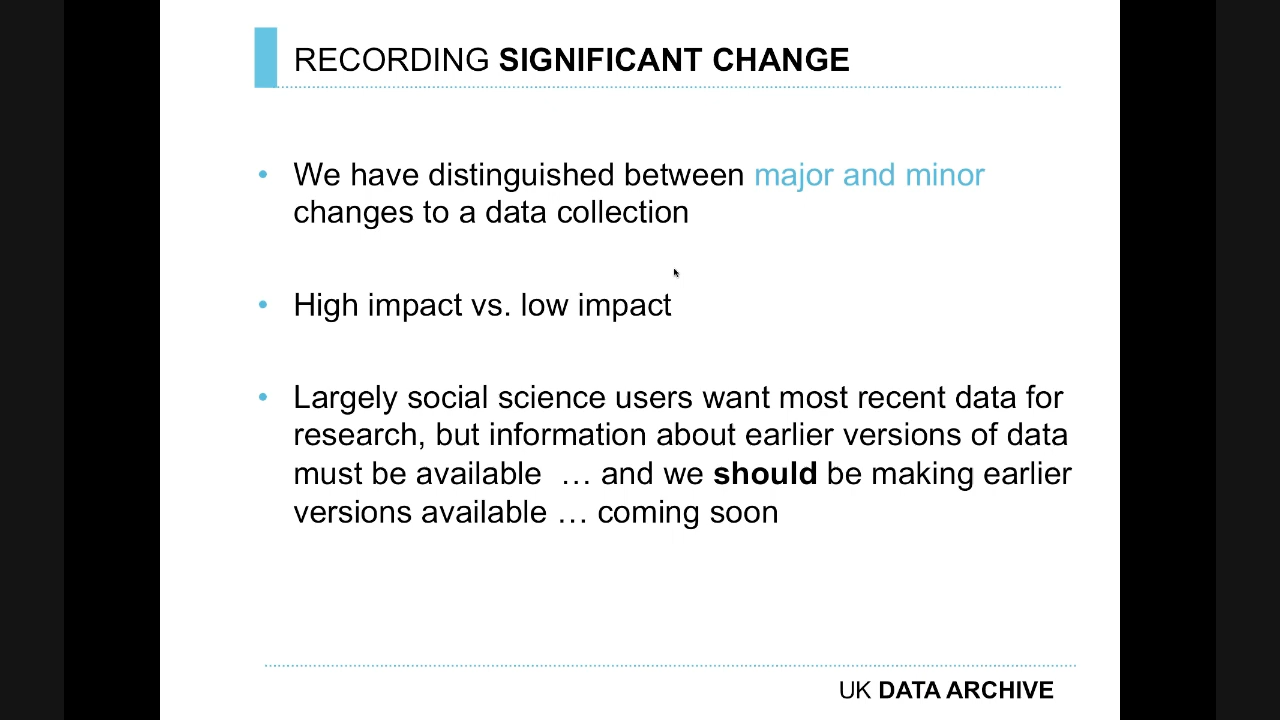 RECORDING SIGNIFICANT CHANGE
• We have distinguished between major and minor
changes to a data collection
• High impact vs. low impact
• Largely social science users want most recent data for
research, but information about earlier versions of data
must be available  … and we should be making earlier
versions available … coming soon
UK DATA ARCHIVE